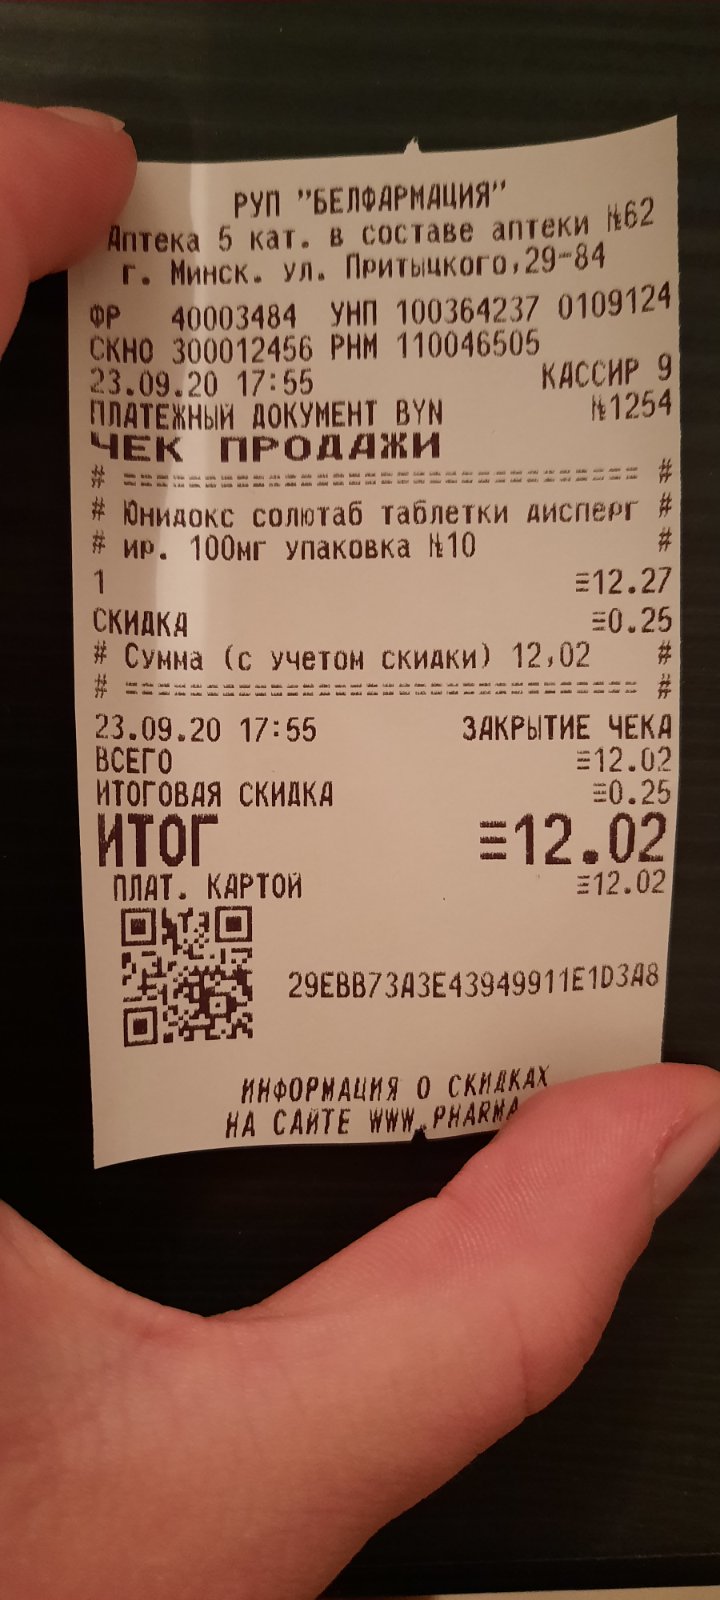 РУП "БЕЛФАРМАЦИЯ"
Аптека 5 кат. в составе аптеки №62
г. Минск. ул. Притыцкого,29-84
ФР 40003484 УНП 100364237 0109124
СКНО 300012456 РНМ 110046505
23.09.20 17:55 КАССИР 9
ПЛАТЕЖНЫЙ ДОКУМЕНТ BYN №1254
ЧЕК ПРОДАЖИ
# ================================ #
# Юнидокс солютаб таблетки дисперг #
# ир. 100мг упаковка №10 #
1 ≡12.27
СКИДКА ≡0.25
# Сумма (с учетом скидки) 12,02 #
# ================================ #
23.09.20 17:55 ЗАКРЫТИЕ ЧЕКА
ВСЕГО ≡12.02
ИТОГОВАЯ СКИДКА ≡0.25
ИТОГ ≡12.02
ПЛАТ. КАРТОЙ ≡12.02
29EBB73A3E43949911E1D3A8
ИНФОРМАЦИЯ О СКИДКАХ
НА САЙТЕ WWW.PHARMA